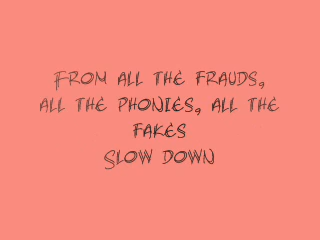 From all the frauds,
all the phonies, all the
fakes
Slow down